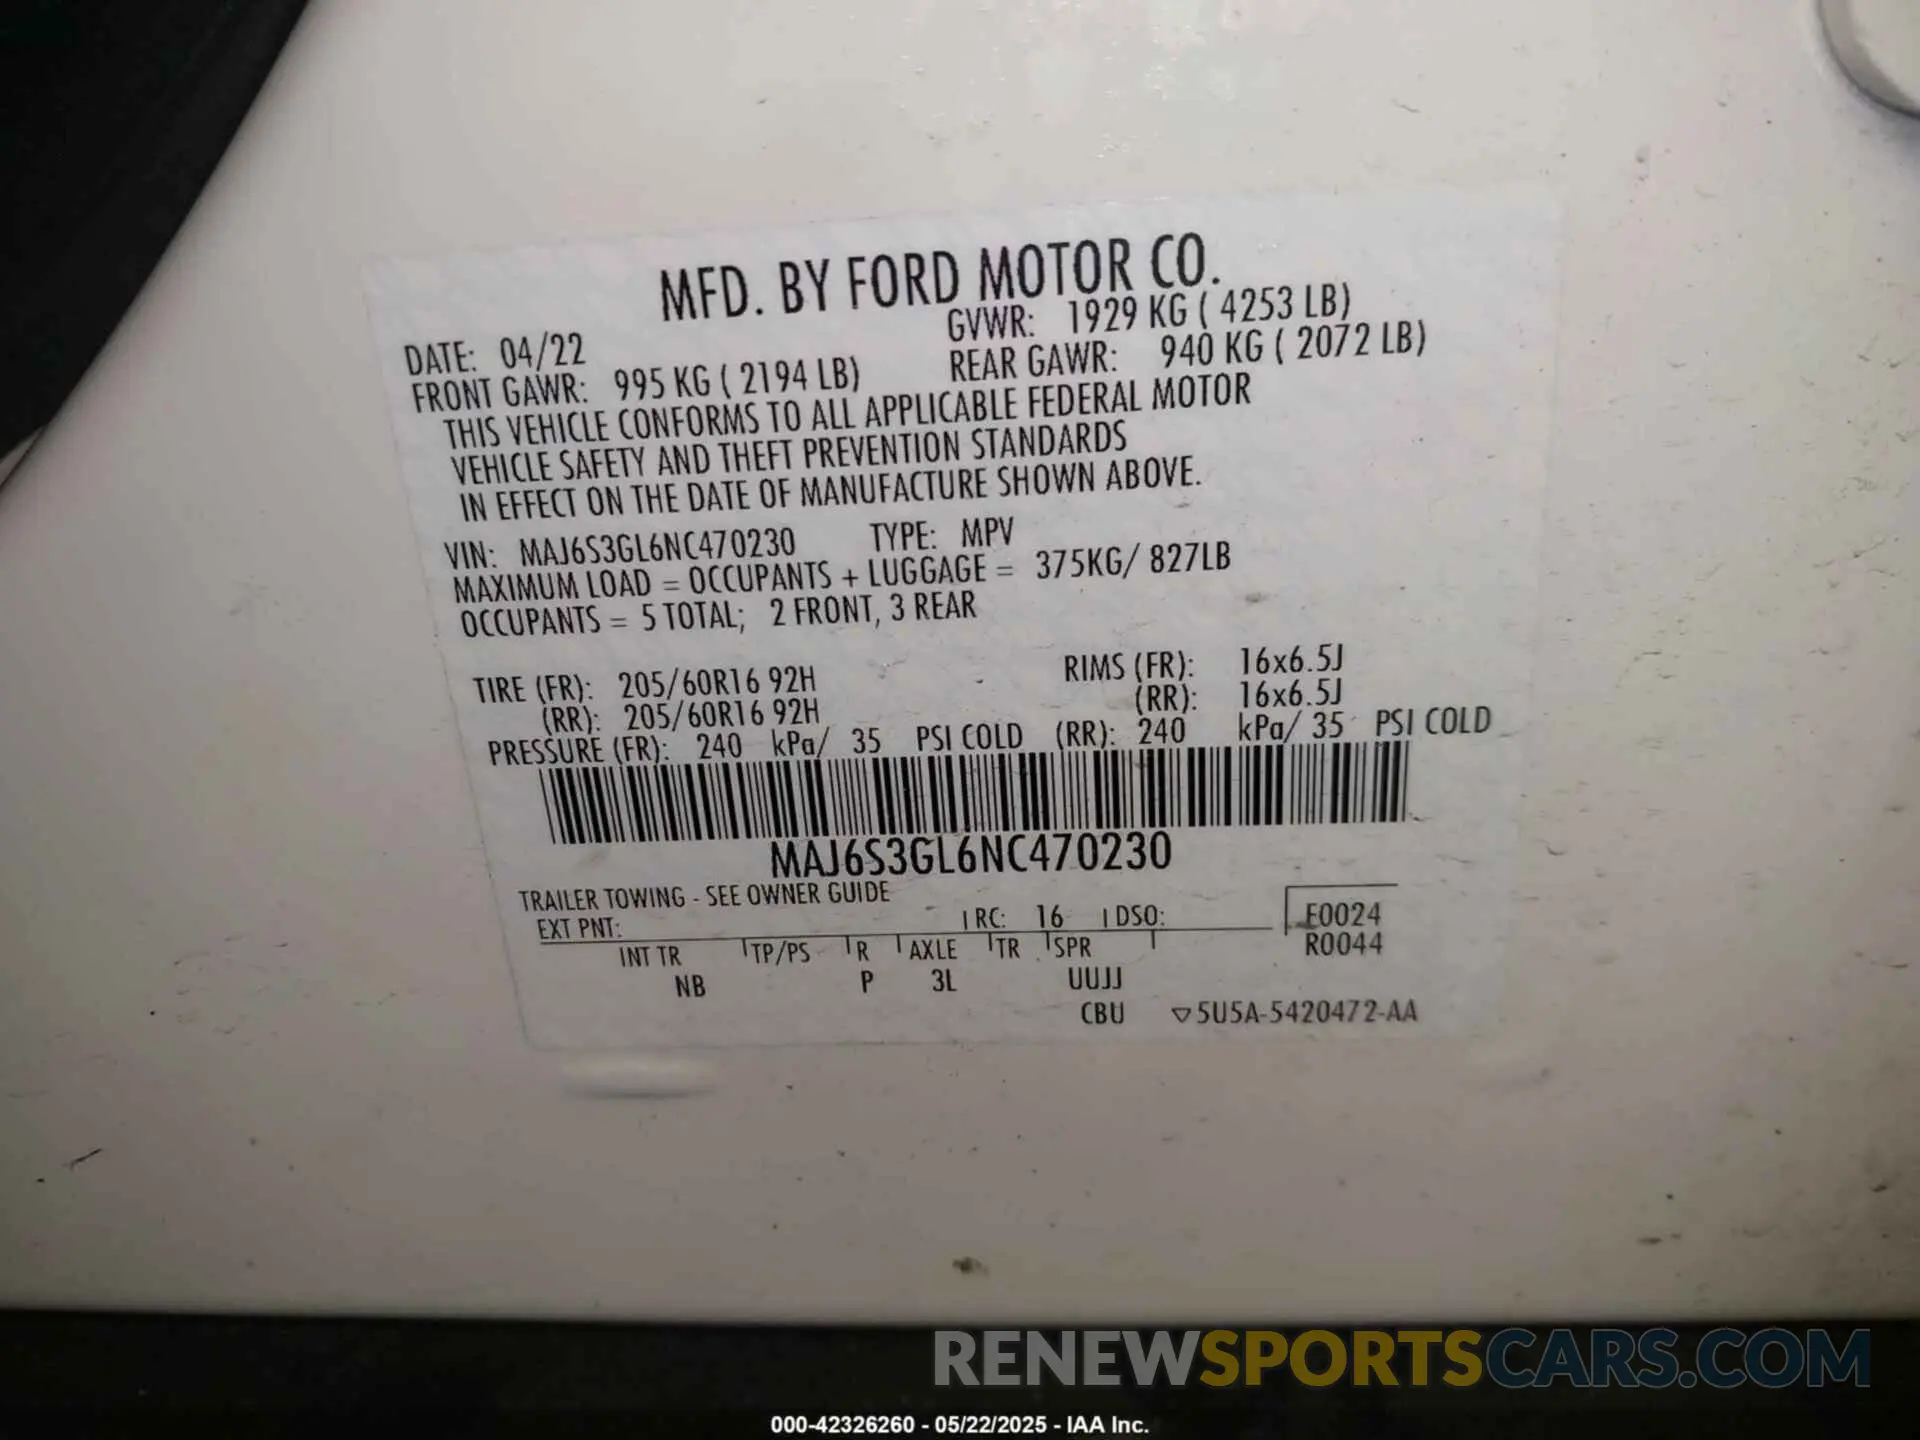 MFD. BY FORD MOTOR CO.
DATE: 04/22 GVWR: 1929 KG ( 4253 LB)
FRONT GAWR: 995 KG ( 2194 LB) REAR GAWR: 940 KG ( 2072 LB)
THIS VEHICLE CONFORMS TO ALL APPLICABLE FEDERAL MOTOR
VEHICLE SAFETY AND THEFT PREVENTION STANDARDS
IN EFFECT ON THE DATE OF MANUFACTURE SHOWN ABOVE.
VIN: MAJ6S3GL6NC470230 TYPE: MPV
MAXIMUM LOAD = OCCUPANTS + LUGGAGE = 375KG/ 827LB
OCCUPANTS = 5 TOTAL; 2 FRONT, 3 REAR
TIRE (FR): 205/60R16 92H RIMS (FR): 16x6.5J
(RR): 205/60R16 92H (RR): 16x6.5J
PRESSURE (FR): 240 kPa/ 35 PSI COLD (RR): 240 kPa/ 35 PSI COLD
MAJ6S3GL6NC470230
TRAILER TOWING - SEE OWNER GUIDE
EXT PNT: RC: 16 DSO: F0024
R0044
INT TR TP/PS R AXLE TR SPR
NB P 3L UUJJ
CBU ▽5U5A-5420472-AA
RENEWSPORTSCARS.COM
000-42326260 - 05/22/2025 - IAA Inc.